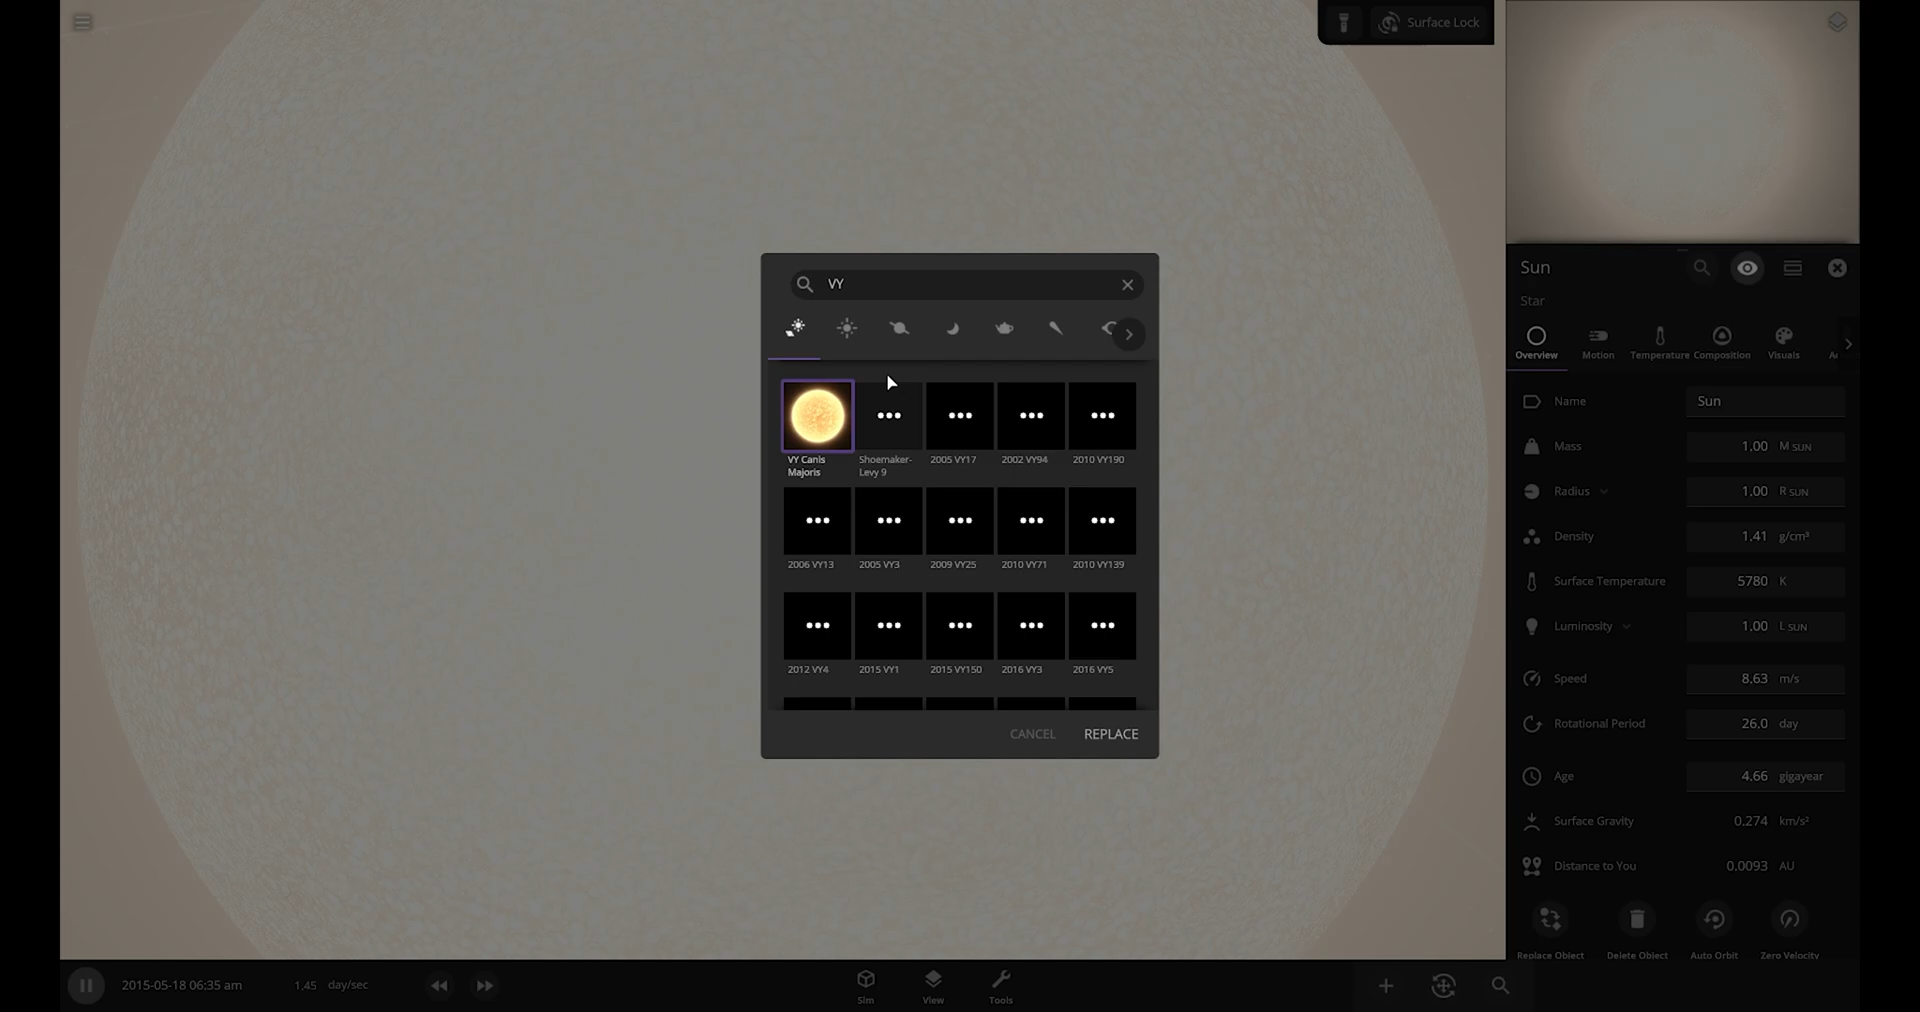 Surface Lock
VY
VY Canis
Majoris
Shoemaker-
Levy 9
2005 VY17
2002 VY94
2010 VY190
2006 VY13
2005 VY3
2009 VY25
2010 VY71
2010 VY139
2012 VY4
2015 VY1
2015 VY150
2016 VY3
2016 VY5
CANCEL
REPLACE
Sun
Star
Overview
Motion
Temperature
Composition
Visuals
Name Sun
Mass 1,00 M SUN
Radius 1,00 R SUN
Density 1,41 g/cm³
Surface Temperature 5780 K
Luminosity 1,00 L SUN
Speed 8,63 m/s
Rotational Period 26,0 day
Age 4,66 gigayear
Surface Gravity 0,274 km/s²
Distance to You 0,0093 AU
Replace Object
Delete Object
Auto Orbit
Zero Velocity
2015-05-18 06:35 am
1,45 day/sec
Sim
View
Tools